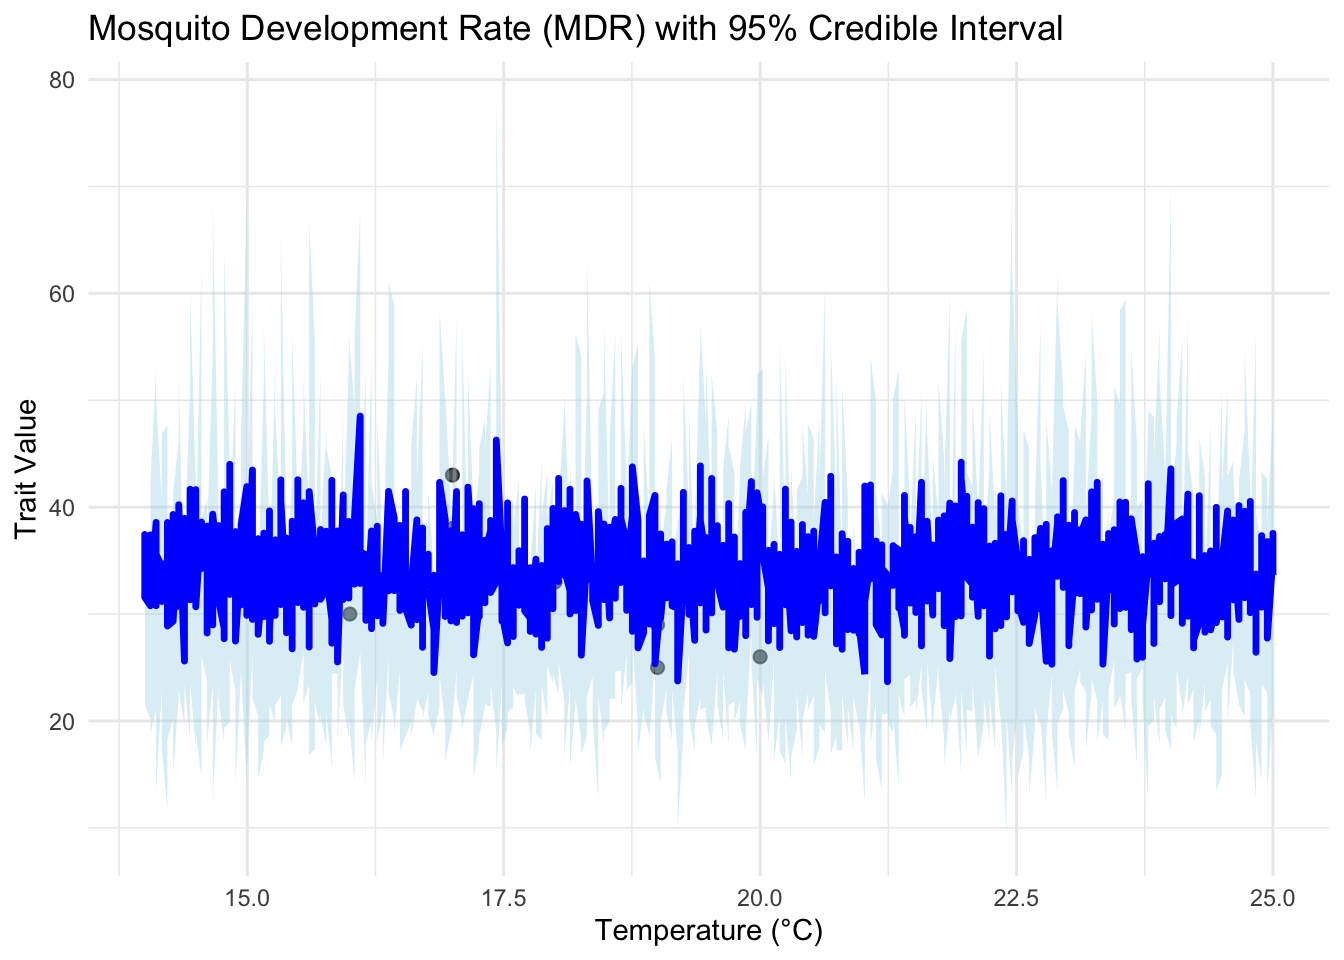 Mosquito Development Rate (MDR) with 95% Credible Interval
80
60
40
20
Trait Value
15.0 17.5 20.0 22.5 25.0
Temperature (°C)